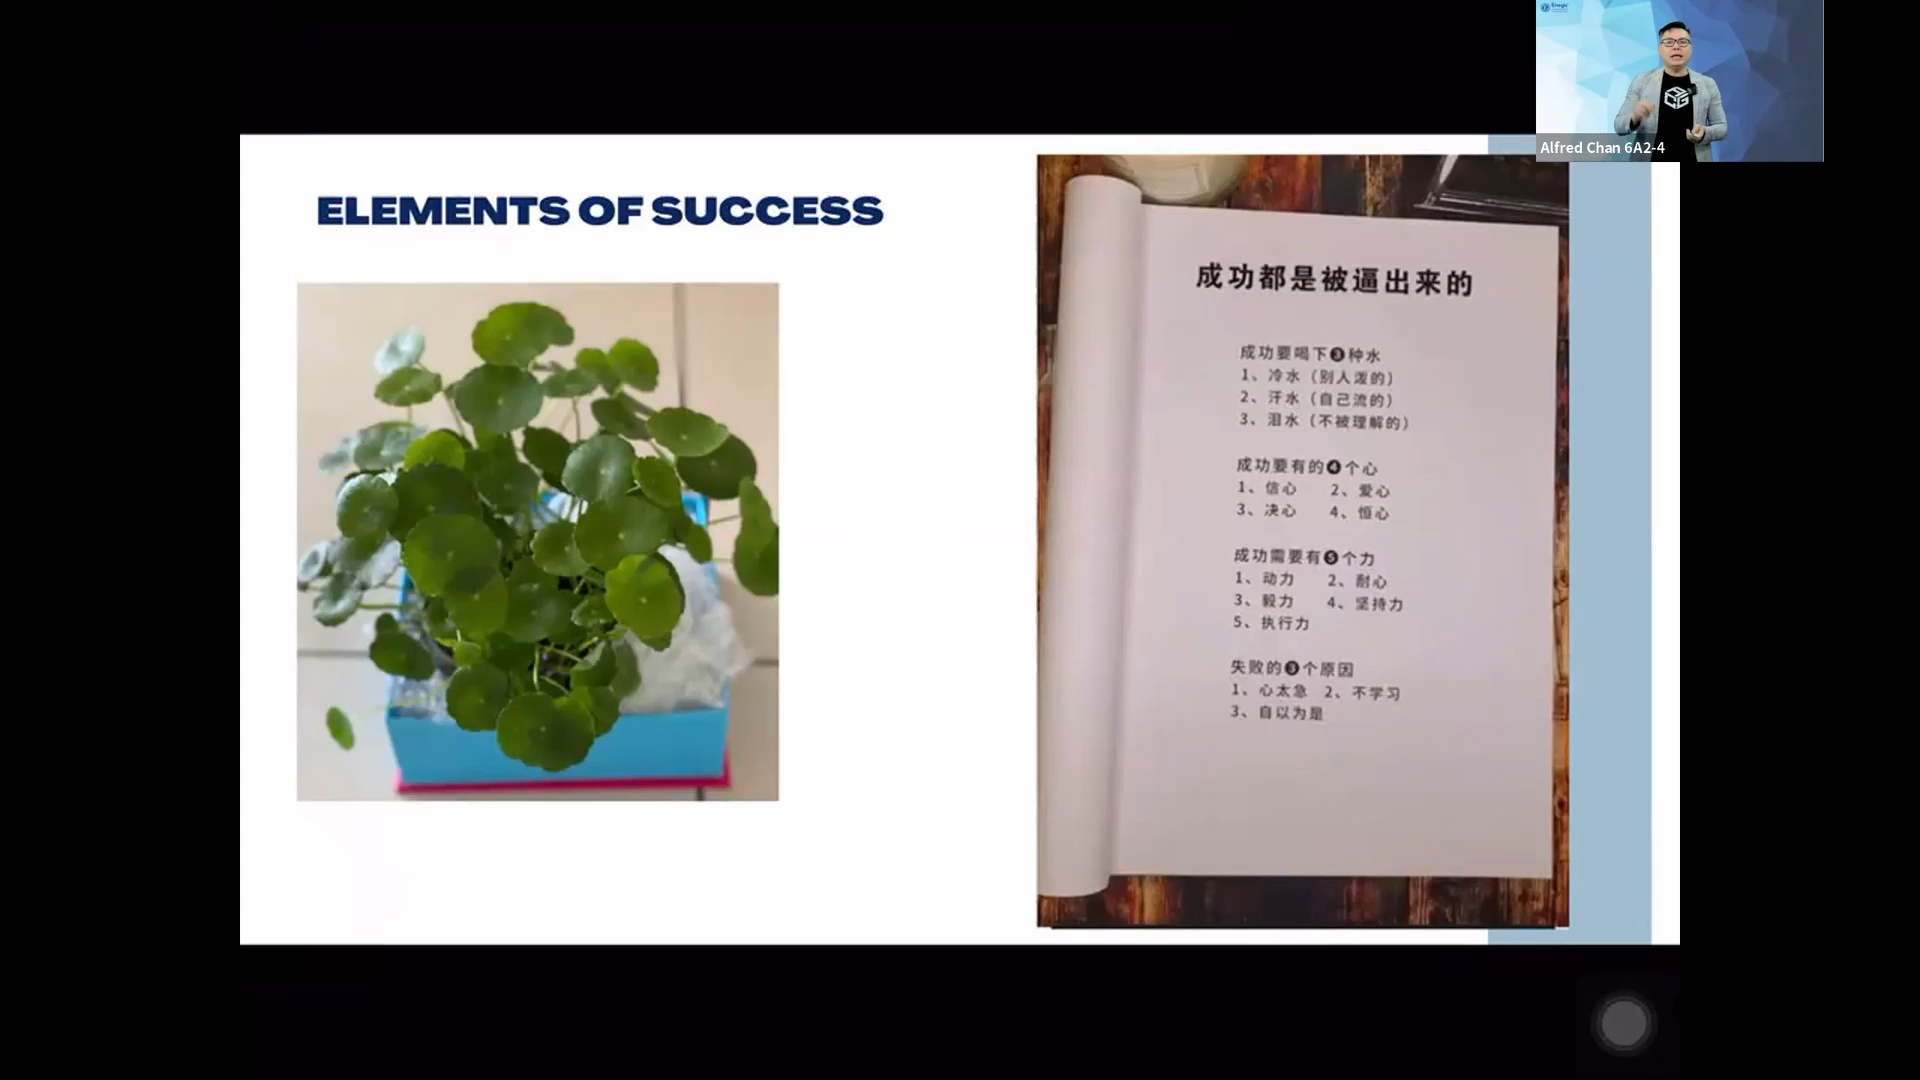 Enagic
Alfred Chan 6A2-4
ELEMENTS OF SUCCESS
成功都是被逼出来的
成功要喝下❸种水
1、冷水（别人泼的）
2、汗水（自己流的）
3、泪水（不被理解的）
成功要有的❹个心
1、信心 2、爱心
3、决心 4、恒心
成功需要有❺个力
1、动力 2、耐心
3、毅力 4、坚持力
5、执行力
失败的❸个原因
1、心太急 2、不学习
3、自以为是